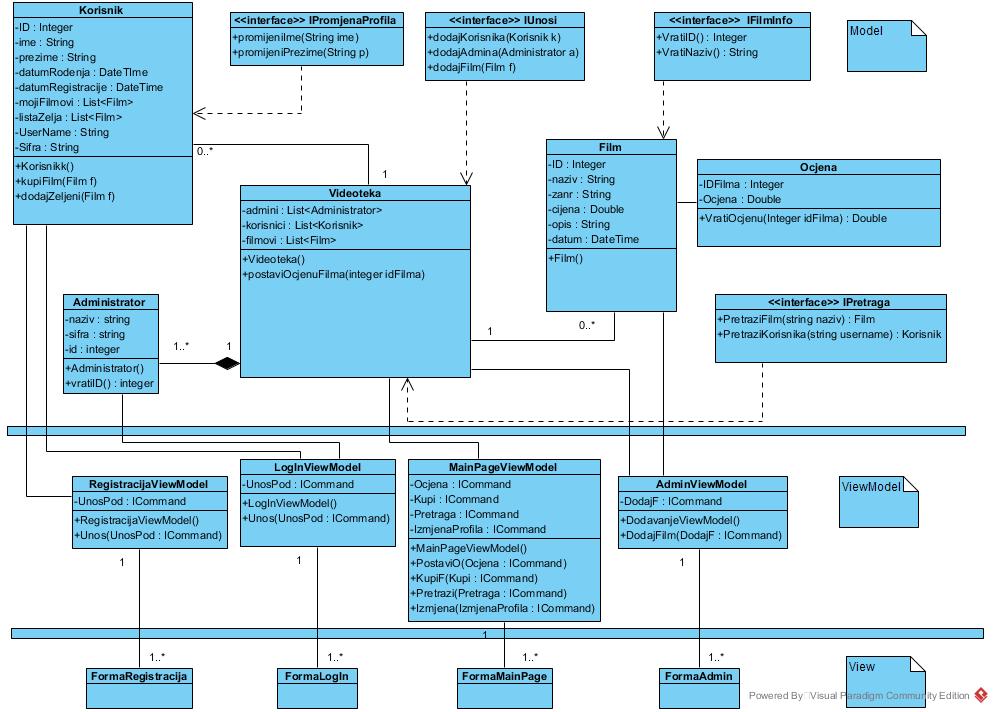 Korisnik
-ID : Integer
-ime : String
-prezime : String
-datumRodenja : DateTIme
-datumRegistracije : DateTime
-mojiFilmovi : List<Film>
-listaZelja : List<Film>
-UserName : String
-Sifra : String
+Korisnikk()
+kupiFilm(Film f)
+dodajZeljeni(Film f)
<<interface>> IPromjenaProfila
+promijeniIme(String ime)
+promijeniPrezime(String p)
<<interface>> IUnosi
+dodajKorisnika(Korisnik k)
+dodajAdmina(Administrator a)
+dodajFilm(Film f)
<<interface>> IFilmInfo
+VratiID() : Integer
+VratiNaziv() : String
Model
0..*
1
Videoteka
-admini : List<Administrator>
-korisnici : List<Korisnik>
-filmovi : List<Film>
+Videoteka()
+postaviOcjenuFilma(integer idFilma)
Film
-ID : Integer
-naziv : String
-zanr : String
-cijena : Double
-opis : String
-datum : DateTime
+Film()
Ocjena
-IDFilma : Integer
-Ocjena : Double
+VratiOcjenu(Integer idFilma) : Double
Administrator
-naziv : string
-sifra : string
-id : integer
+Administrator()
+vratiID() : integer
1..*
1
1
0..*
<<interface>> IPretraga
+PretraziFilm(string naziv) : Film
+PretraziKorisnika(string username) : Korisnik
RegistracijaViewModel
-UnosPod : ICommand
+RegistracijaViewModel()
+Unos(UnosPod : ICommand)
LogInViewModel
-UnosPod : ICommand
+LogInViewModel()
+Unos(UnosPod : ICommand)
MainPageViewModel
-Ocjena : ICommand
-Kupi : ICommand
-Pretraga : ICommand
-IzmjenaProfila : ICommand
+MainPageViewModel()
+PostaviO(Ocjena : ICommand)
+KupiF(Kupi : ICommand)
+Pretrazi(Pretraga : ICommand)
+Izmjena(IzmjenaProfila : ICommand)
AdminViewModel
-DodajF : ICommand
+DodavanjeViewModel()
+DodajFilm(DodajF : ICommand)
ViewModel
1
1
1
1
1..*
1..*
1..*
1..*
FormaRegistracija
FormaLogIn
FormaMainPage
FormaAdmin
View
Powered By Visual Paradigm Community Edition